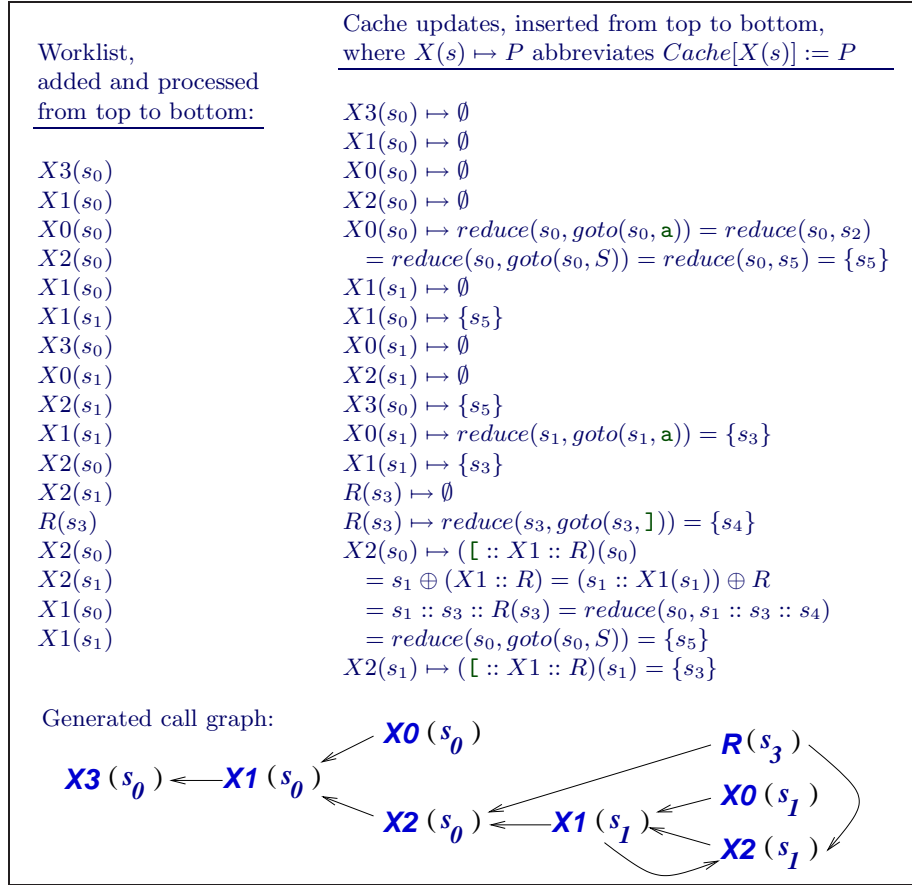 Worklist,
added and processed
from top to bottom:
X3(s₀)
X1(s₀)
X0(s₀)
X2(s₀)
X1(s₀)
X1(s₁)
X3(s₀)
X0(s₁)
X2(s₁)
X1(s₁)
X2(s₀)
X2(s₁)
R(s₃)
X2(s₀)
X2(s₁)
X1(s₀)
X1(s₁)
Cache updates, inserted from top to bottom,
where X(s) ↦ P abbreviates Cache[X(s)] := P
X3(s₀) ↦ ∅
X1(s₀) ↦ ∅
X0(s₀) ↦ ∅
X2(s₀) ↦ ∅
X0(s₀) ↦ reduce(s₀, goto(s₀, a)) = reduce(s₀, s₂)
= reduce(s₀, goto(s₀, S)) = reduce(s₀, s₅) = {s₅}
X1(s₁) ↦ ∅
X1(s₀) ↦ {s₅}
X0(s₁) ↦ ∅
X2(s₁) ↦ ∅
X3(s₀) ↦ {s₅}
X0(s₁) ↦ reduce(s₁, goto(s₁, a)) = {s₃}
X1(s₁) ↦ {s₃}
R(s₃) ↦ ∅
R(s₃) ↦ reduce(s₃, goto(s₃, ])) = {s₄}
X2(s₀) ↦ ([ :: X1 :: R)(s₀)
= s₁ ⊕ (X1 :: R) = (s₁ :: X1(s₁)) ⊕ R
= s₁ :: s₃ :: R(s₃) = reduce(s₀, s₁ :: s₃ :: s₄)
= reduce(s₀, goto(s₀, S)) = {s₅}
X2(s₁) ↦ ([ :: X1 :: R)(s₁) = {s₃}
Generated call graph:
X0 (s₀)
R (s₃)
X3 (s₀)
X1 (s₀)
X0 (s₁)
X2 (s₀)
X1 (s₁)
X2 (s₁)